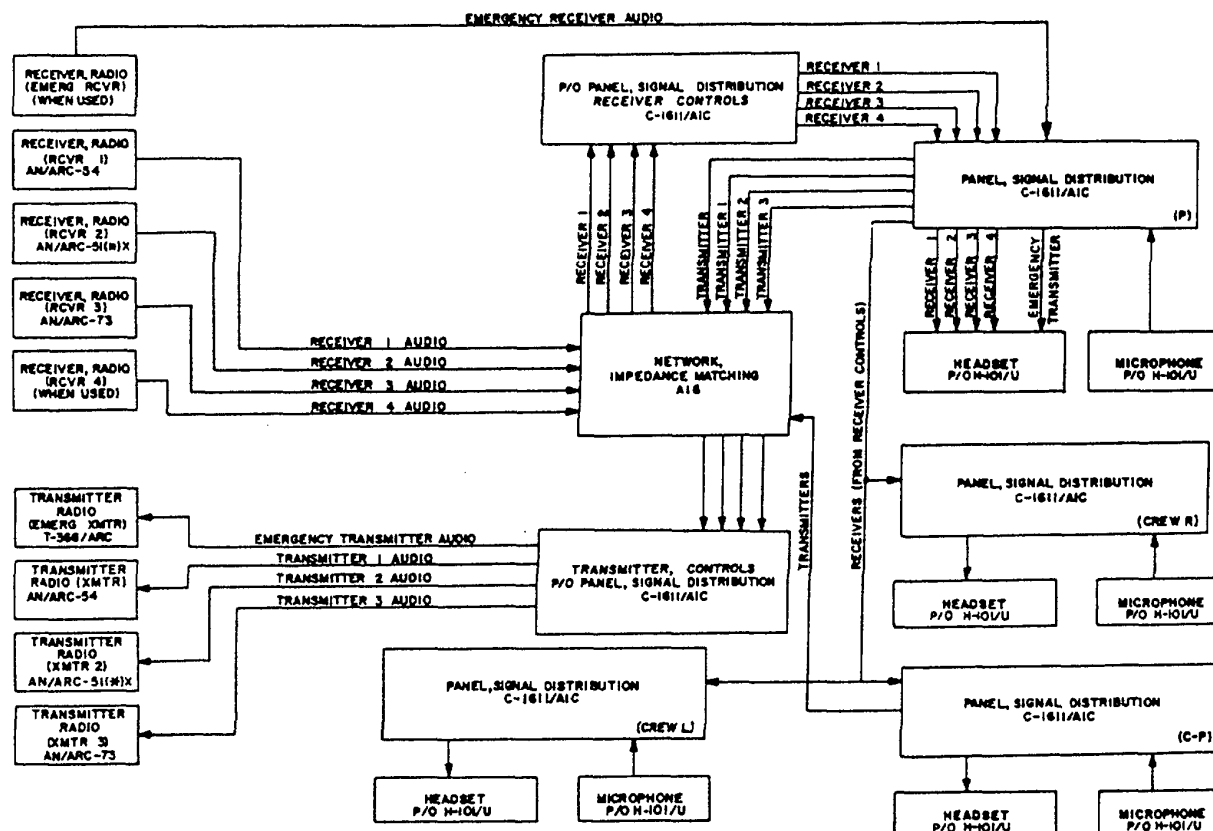 EMERGENCY RECEIVER AUDIO
RECEIVER, RADIO
(EMERG RCVR)
(WHEN USED)
RECEIVER, RADIO
(RCVR 1)
AN/ARC-54
RECEIVER, RADIO
(RCVR 2)
AN/ARC-51(*)X
RECEIVER, RADIO
(RCVR 3)
AN/ARC-73
RECEIVER, RADIO
(RCVR 4)
(WHEN USED)
P/O PANEL, SIGNAL DISTRIBUTION
RECEIVER CONTROLS
C-1611/AIC
RECEIVER 1
RECEIVER 2
RECEIVER 3
RECEIVER 4
PANEL, SIGNAL DISTRIBUTION
C-1611/AIC
(P)
RECEIVER 1
RECEIVER 2
RECEIVER 3
RECEIVER 4
TRANSMITTER
TRANSMITTER 1
TRANSMITTER 2
TRANSMITTER 3
RECEIVER 1
RECEIVER 2
RECEIVER 3
RECEIVER 4
EMERGENCY
TRANSMITTER
HEADSET
P/O H-101/U
MICROPHONE
P/O H-101/U
RECEIVER 1 AUDIO
RECEIVER 2 AUDIO
RECEIVER 3 AUDIO
RECEIVER 4 AUDIO
NETWORK,
IMPEDANCE MATCHING
A16
TRANSMITTERS
RECEIVERS (FROM RECEIVER CONTROLS)
PANEL, SIGNAL DISTRIBUTION
C-1611/AIC
(CREW R)
HEADSET
P/O H-101/U
MICROPHONE
P/O H-101/U
TRANSMITTER
RADIO
(EMERG XMTR)
T-366/ARC
TRANSMITTER
RADIO (XMTR)
AN/ARC-54
TRANSMITTER
RADIO
(XMTR 2)
AN/ARC-51(*)X
TRANSMITTER
RADIO
(XMTR 3)
AN/ARC-73
EMERGENCY TRANSMITTER AUDIO
TRANSMITTER 1 AUDIO
TRANSMITTER 2 AUDIO
TRANSMITTER 3 AUDIO
TRANSMITTER, CONTROLS
P/O PANEL, SIGNAL DISTRIBUTION
C-1611/AIC
PANEL, SIGNAL DISTRIBUTION
C-1611/AIC
(CREW L)
HEADSET
P/O H-101/U
MICROPHONE
P/O H-101/U
PANEL, SIGNAL DISTRIBUTION
C-1611/AIC
(C-P)
HEADSET
P/O H-101/U
MICROPHONE
P/O H-101/U